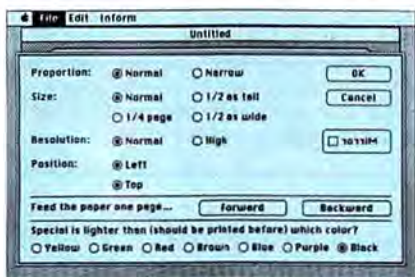 File Edit Inform
Untitled
Proportion: Normal Narrow OK
Size: Normal 1/2 as tall Cancel
1/4 page 1/2 as wide
Resolution: Normal High Mirror
Position: Left
Top
Feed the paper one page... Forward Backward
Special is lighter than (should be printed before) which color?
Yellow Green Red Brown Blue Purple Black